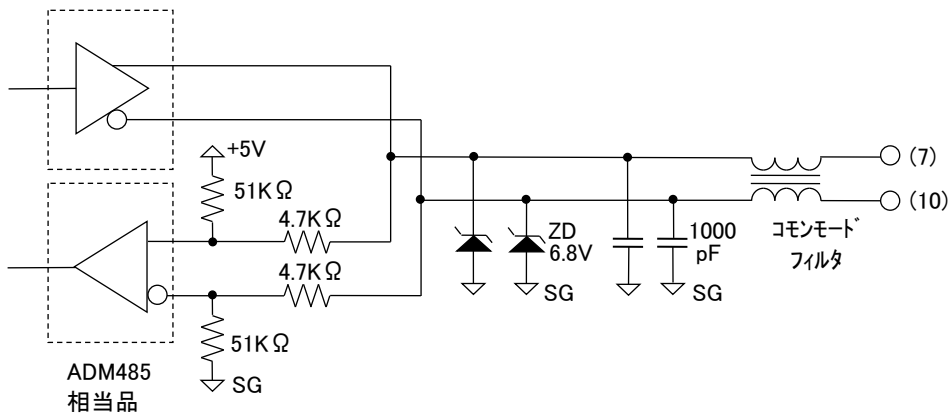 +5V
51KΩ
4.7KΩ
4.7KΩ
51KΩ
SG
ADM485
相当品
ZD
6.8V
SG
1000
pF
SG
コモンモード
フィルタ
(7)
(10)